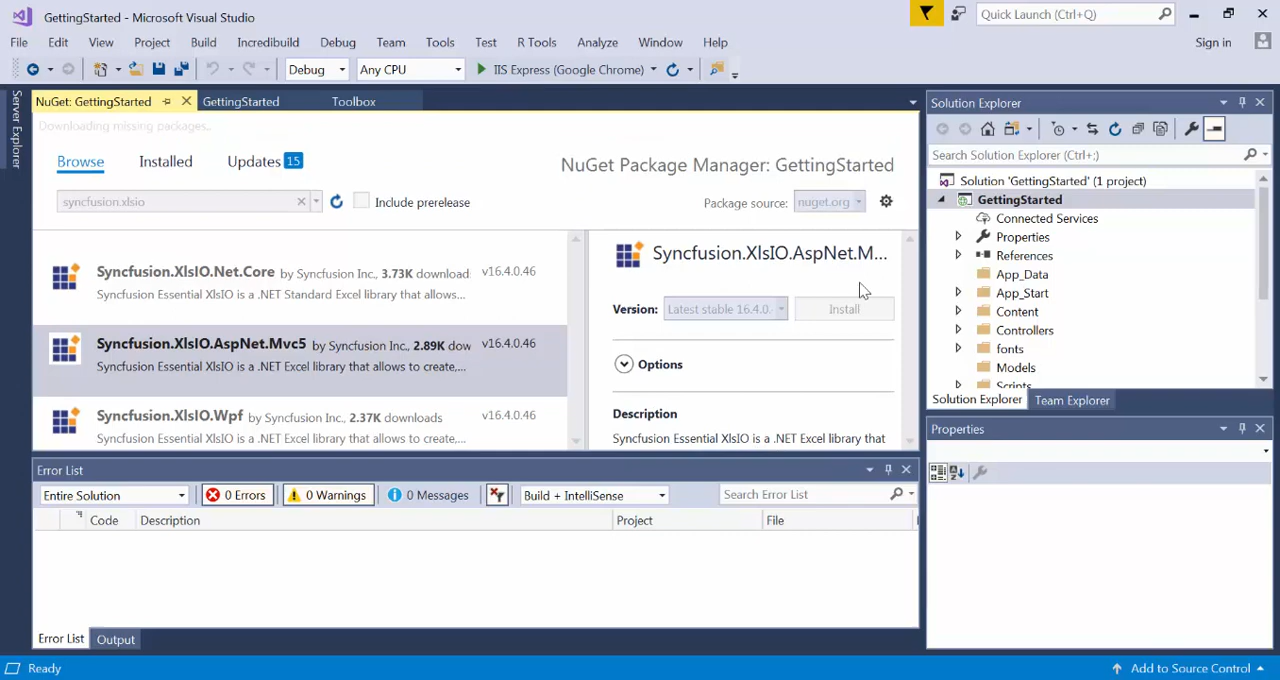 GettingStarted - Microsoft Visual Studio
Quick Launch (Ctrl+Q)
File Edit View Project Build Incredibuild Debug Team Tools Test R Tools Analyze Window Help
Sign in
Debug Any CPU IIS Express (Google Chrome)
Server Explorer
NuGet: GettingStarted GettingStarted Toolbox
Downloading missing packages.
Browse Installed Updates 15
NuGet Package Manager: GettingStarted
syncfusion.xlsio Include prerelease
Package source: nuget.org
Syncfusion.XlsIO.Net.Core by Syncfusion Inc., 3.73K download: v16.4.0.46
Syncfusion Essential XlsIO is a .NET Standard Excel library that allows...
Syncfusion.XlsIO.AspNet.Mvc5 by Syncfusion Inc., 2.89K dow v16.4.0.46
Syncfusion Essential XlsIO is a .NET Excel library that allows to create,...
Syncfusion.XlsIO.Wpf by Syncfusion Inc., 2.37K downloads v16.4.0.46
Syncfusion Essential XlsIO is a .NET Excel library that allows to create,...
Syncfusion.XlsIO.AspNet.M...
Version: Latest stable 16.4.0. Install
Options
Description
Syncfusion Essential XlsIO is a .NET Excel library that
Error List
Entire Solution 0 Errors 0 Warnings 0 Messages Build + IntelliSense Search Error List
Code Description Project File
Error List Output
Solution Explorer
Search Solution Explorer (Ctrl+;)
Solution 'GettingStarted' (1 project)
GettingStarted
Connected Services
Properties
References
App_Data
App_Start
Content
Controllers
fonts
Models
Scripts
Solution Explorer Team Explorer
Properties
Ready
Add to Source Control